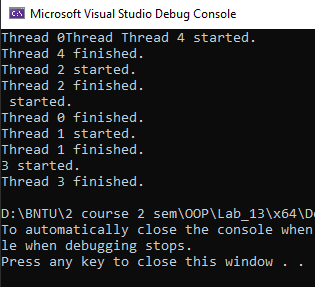 Microsoft Visual Studio Debug Console
Thread 0Thread Thread 4 started.
Thread 4 finished.
Thread 2 started.
Thread 2 finished.
 started.
Thread 0 finished.
Thread 1 started.
Thread 1 finished.
3 started.
Thread 3 finished.
D:\BNTU\2 course 2 sem\OOP\Lab_13\x64\De
To automatically close the console when
le when debugging stops.
Press any key to close this window . .